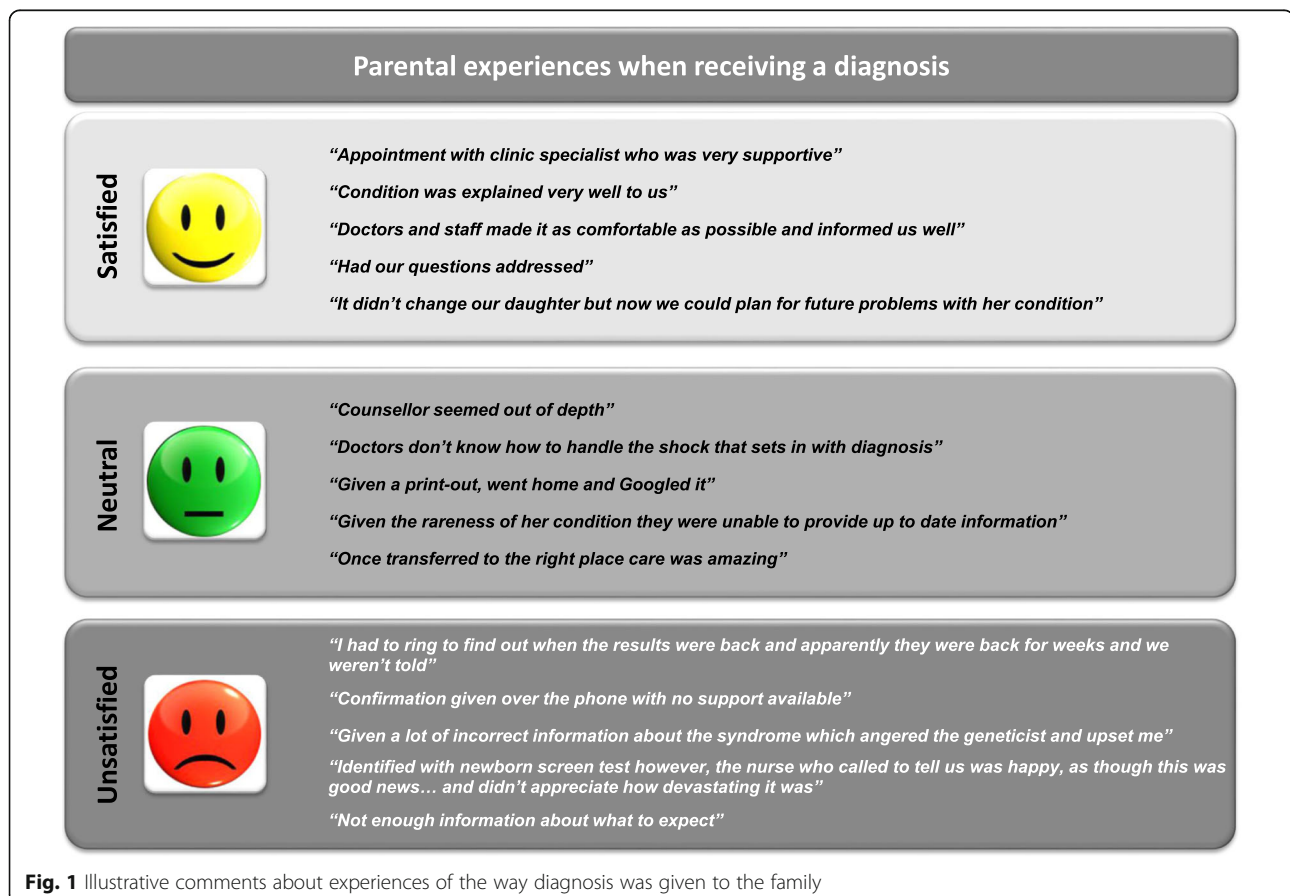 Parental experiences when receiving a diagnosis
Satisfied
“Appointment with clinic specialist who was very supportive”
“Condition was explained very well to us”
“Doctors and staff made it as comfortable as possible and informed us well”
“Had our questions addressed”
“It didn’t change our daughter but now we could plan for future problems with her condition”
Neutral
“Counsellor seemed out of depth”
“Doctors don’t know how to handle the shock that sets in with diagnosis”
“Given a print-out, went home and Googled it”
“Given the rareness of her condition they were unable to provide up to date information”
“Once transferred to the right place care was amazing”
Unsatisfied
“I had to ring to find out when the results were back and apparently they were back for weeks and we
weren’t told”
“Confirmation given over the phone with no support available”
“Given a lot of incorrect information about the syndrome which angered the geneticist and upset me”
“Identified with newborn screen test however, the nurse who called to tell us was happy, as though this was
good news… and didn’t appreciate how devastating it was”
“Not enough information about what to expect”
Fig. 1 Illustrative comments about experiences of the way diagnosis was given to the family